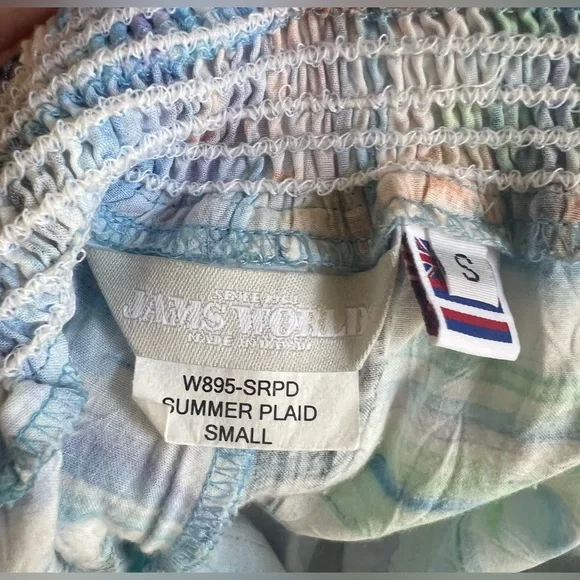 JAMS WORLD
MADE IN HAWAII
W895-SRPD
SUMMER PLAID
SMALL
S